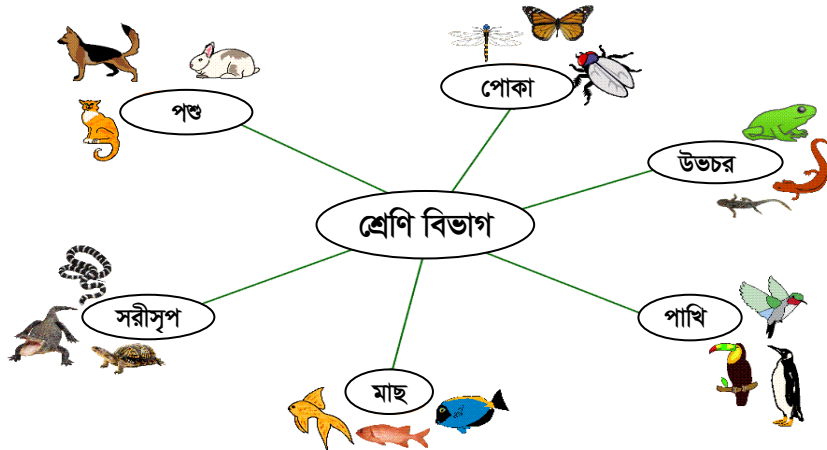 পোকা
পশু
উভচর
শ্রেণি বিভাগ
সরীসৃপ
পাখি
মাছ